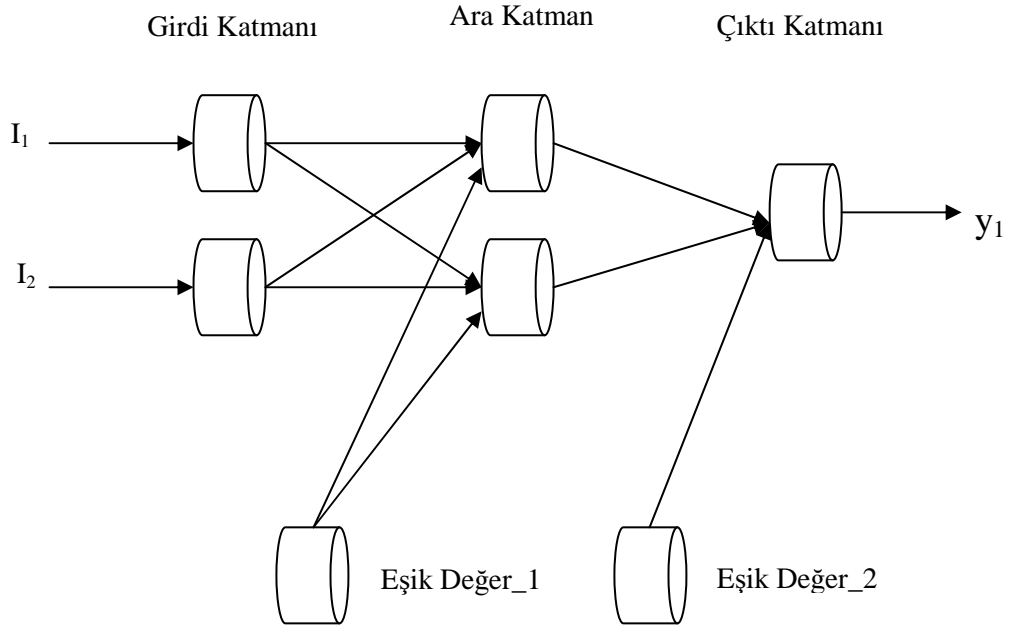 Girdi Katmanı
Ara Katman
Çıktı Katmanı
I₁
I₂
y₁
Eşik Değer_1
Eşik Değer_2